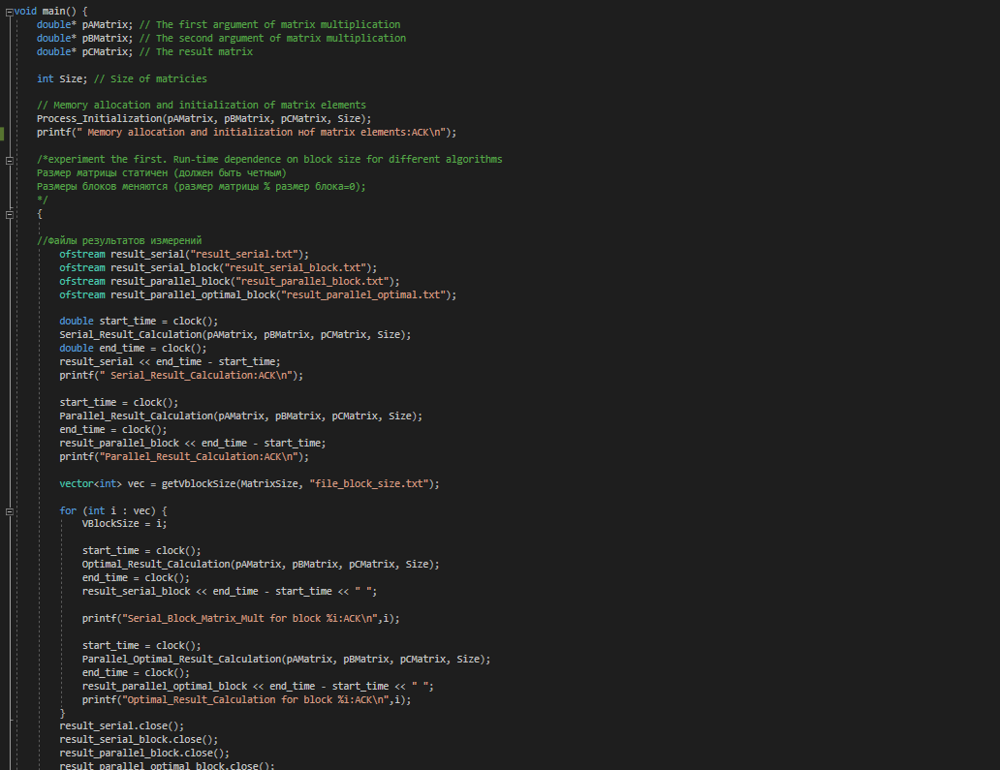 void main() {
double* pAMatrix; // The first argument of matrix multiplication
double* pBMatrix; // The second argument of matrix multiplication
double* pCMatrix; // The result matrix
int Size; // Size of matricies
// Memory allocation and initialization of matrix elements
Process_Initialization(pAMatrix, pBMatrix, pCMatrix, Size);
printf(" Memory allocation and initialization нof matrix elements:ACK\n");
/*experiment the first. Run-time dependence on block size for different algorithms
Размер матрицы статичен (должен быть четным)
Размеры блоков меняются (размер матрицы % размер блока=0);
*/
{
//Файлы результатов измерений
ofstream result_serial("result_serial.txt");
ofstream result_serial_block("result_serial_block.txt");
ofstream result_parallel_block("result_parallel_block.txt");
ofstream result_parallel_optimal_block("result_parallel_optimal.txt");
double start_time = clock();
Serial_Result_Calculation(pAMatrix, pBMatrix, pCMatrix, Size);
double end_time = clock();
result_serial << end_time - start_time;
printf(" Serial_Result_Calculation:ACK\n");
start_time = clock();
Parallel_Result_Calculation(pAMatrix, pBMatrix, pCMatrix, Size);
end_time = clock();
result_parallel_block << end_time - start_time;
printf("Parallel_Result_Calculation:ACK\n");
vector<int> vec = getVblockSize(MatrixSize, "file_block_size.txt");
for (int i : vec) {
VBlockSize = i;
start_time = clock();
Optimal_Result_Calculation(pAMatrix, pBMatrix, pCMatrix, Size);
end_time = clock();
result_serial_block << end_time - start_time << " ";
printf("Serial_Block_Matrix_Mult for block %i:ACK\n",i);
start_time = clock();
Parallel_Optimal_Result_Calculation(pAMatrix, pBMatrix, pCMatrix, Size);
end_time = clock();
result_parallel_optimal_block << end_time - start_time << " ";
printf("Optimal_Result_Calculation for block %i:ACK\n",i);
}
result_serial.close();
result_serial_block.close();
result_parallel_block.close();
result_parallel_optimal_block.close();